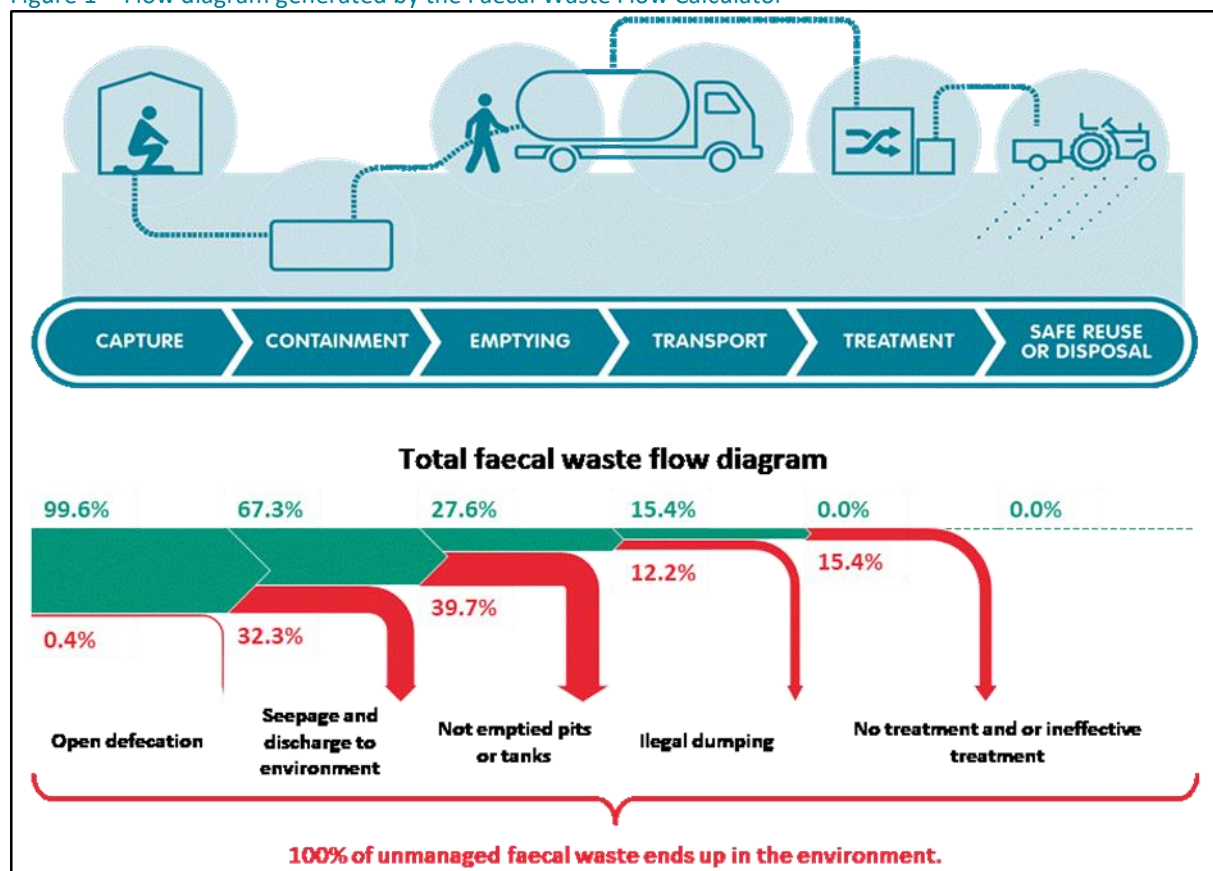 Figure 1 – Flow diagram generated by the Faecal Waste Flow Calculator
CAPTURE
CONTAINMENT
EMPTYING
TRANSPORT
TREATMENT
SAFE REUSE
OR DISPOSAL
Total faecal waste flow diagram
99.6%
67.3%
27.6%
15.4%
0.0%
0.0%
0.4%
32.3%
39.7%
12.2%
15.4%
Open defecation
Seepage and
discharge to
environment
Not emptied pits
or tanks
Ilegal dumping
No treatment and or ineffective
treatment
100% of unmanaged faecal waste ends up in the environment.